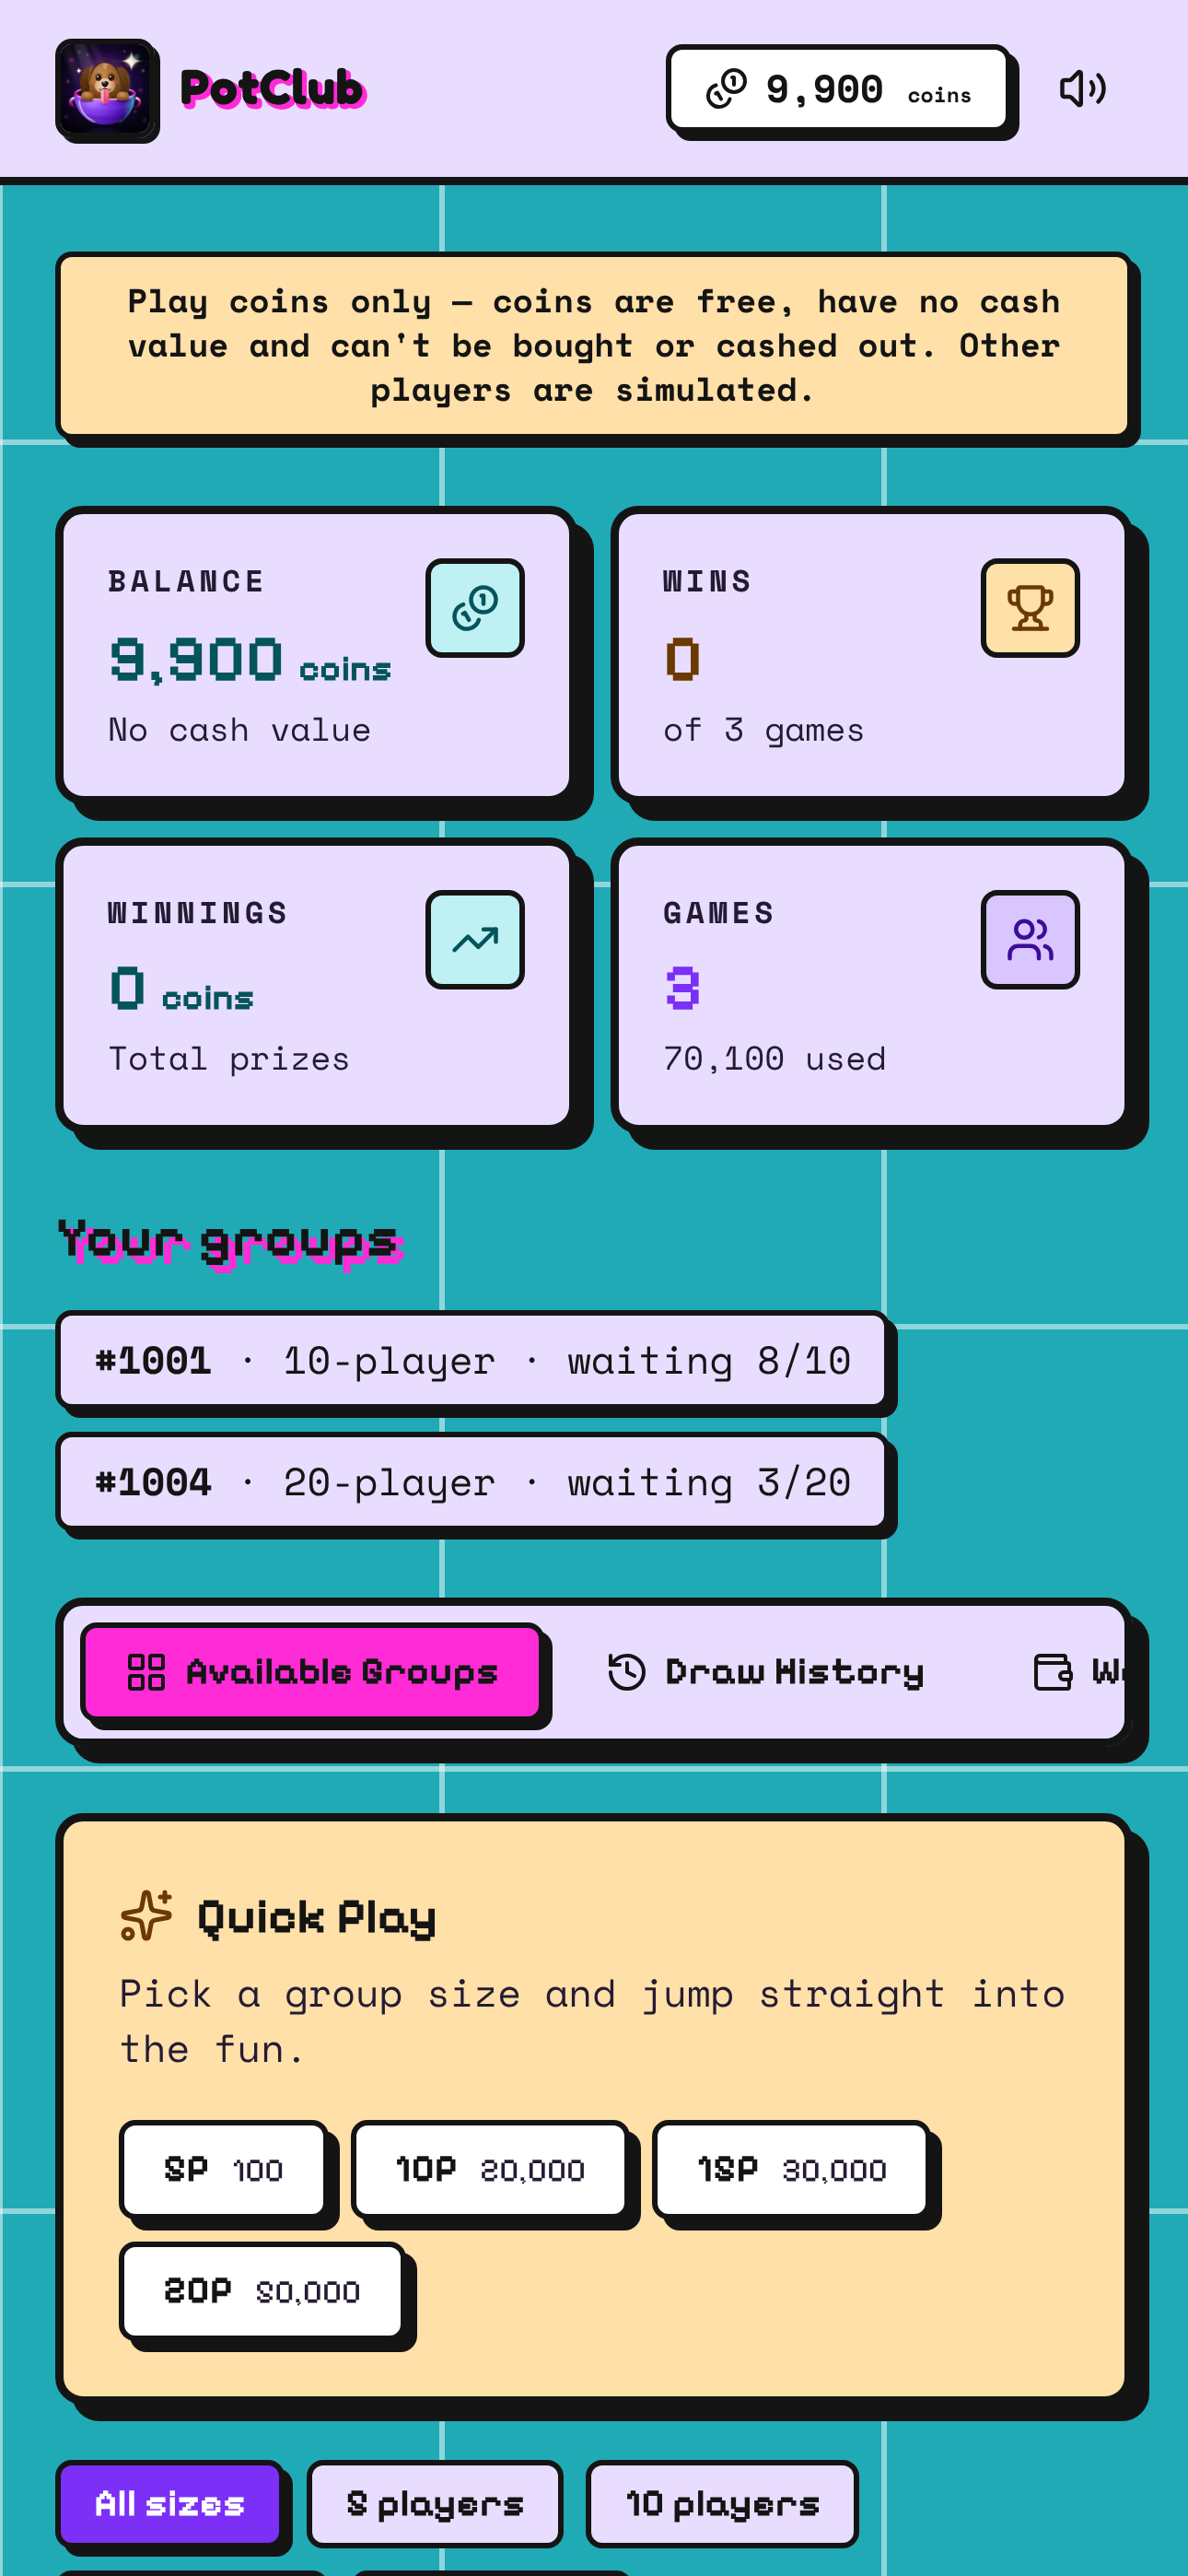 PotClub
9,900 coins
Play coins only — coins are free, have no cash
value and can't be bought or cashed out. Other
players are simulated.
BALANCE
9,900 coins
No cash value
WINS
0
of 3 games
WINNINGS
0 coins
Total prizes
GAMES
3
70,100 used
Your groups
#1001 · 10-player · waiting 8/10
#1004 · 20-player · waiting 3/20
Available Groups
Draw History
Quick Play
Pick a group size and jump straight into
the fun.
5P 100
10P 20,000
15P 30,000
20P 50,000
All sizes
5 players
10 players